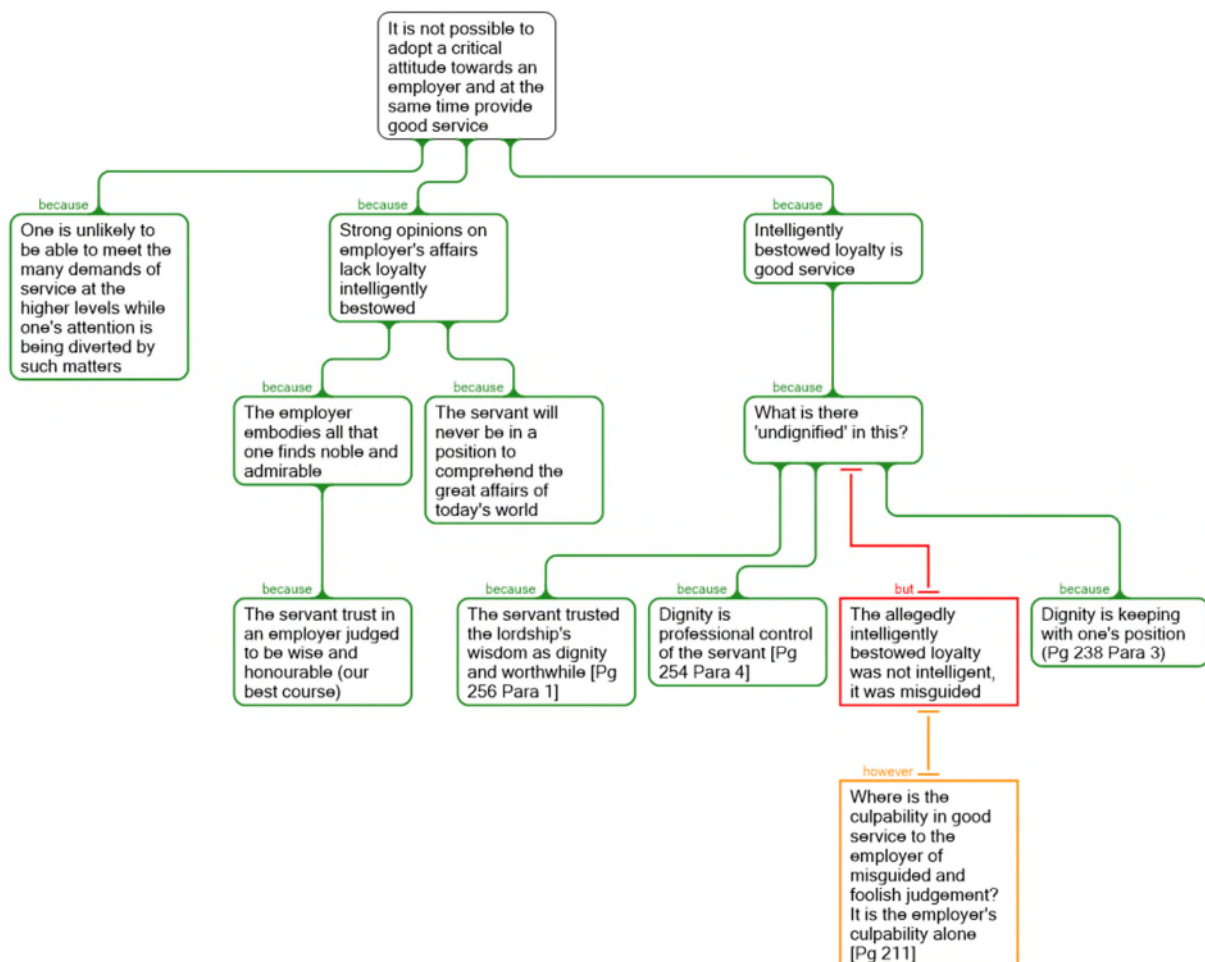 It is not possible to
adopt a critical
attitude towards an
employer and at the
same time provide
good service
because
One is unlikely to
be able to meet the
many demands of
service at the
higher levels while
one's attention is
being diverted by
such matters
because
Strong opinions on
employer's affairs
lack loyalty
intelligently
bestowed
because
Intelligently
bestowed loyalty is
good service
because
The employer
embodies all that
one finds noble and
admirable
because
The servant will
never be in a
position to
comprehend the
great affairs of
today's world
because
What is there
'undignified' in this?
because
The servant trust in
an employer judged
to be wise and
honourable (our
best course)
because
The servant trusted
the lordship's
wisdom as dignity
and worthwhile [Pg
256 Para 1]
because
Dignity is
professional control
of the servant [Pg
254 Para 4]
but
The allegedly
intelligently
bestowed loyalty
was not intelligent,
it was misguided
because
Dignity is keeping
with one's position
(Pg 238 Para 3)
however
Where is the
culpability in good
service to the
employer of
misguided and
foolish judgement?
It is the employer's
culpability alone
[Pg 211]